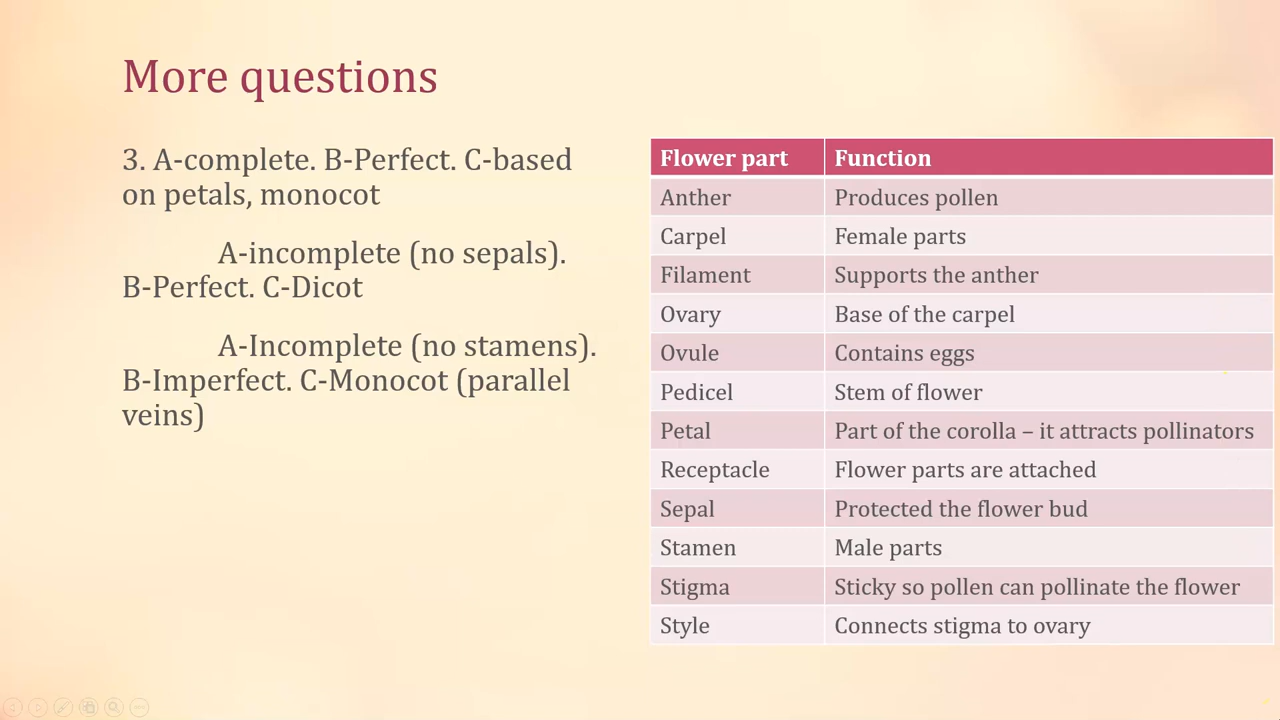 More questions
3. A-complete. B-Perfect. C-based
on petals, monocot
A-incomplete (no sepals).
B-Perfect. C-Dicot
A-Incomplete (no stamens).
B-Imperfect. C-Monocot (parallel
veins)
Flower part Function
Anther Produces pollen
Carpel Female parts
Filament Supports the anther
Ovary Base of the carpel
Ovule Contains eggs
Pedicel Stem of flower
Petal Part of the corolla – it attracts pollinators
Receptacle Flower parts are attached
Sepal Protected the flower bud
Stamen Male parts
Stigma Sticky so pollen can pollinate the flower
Style Connects stigma to ovary